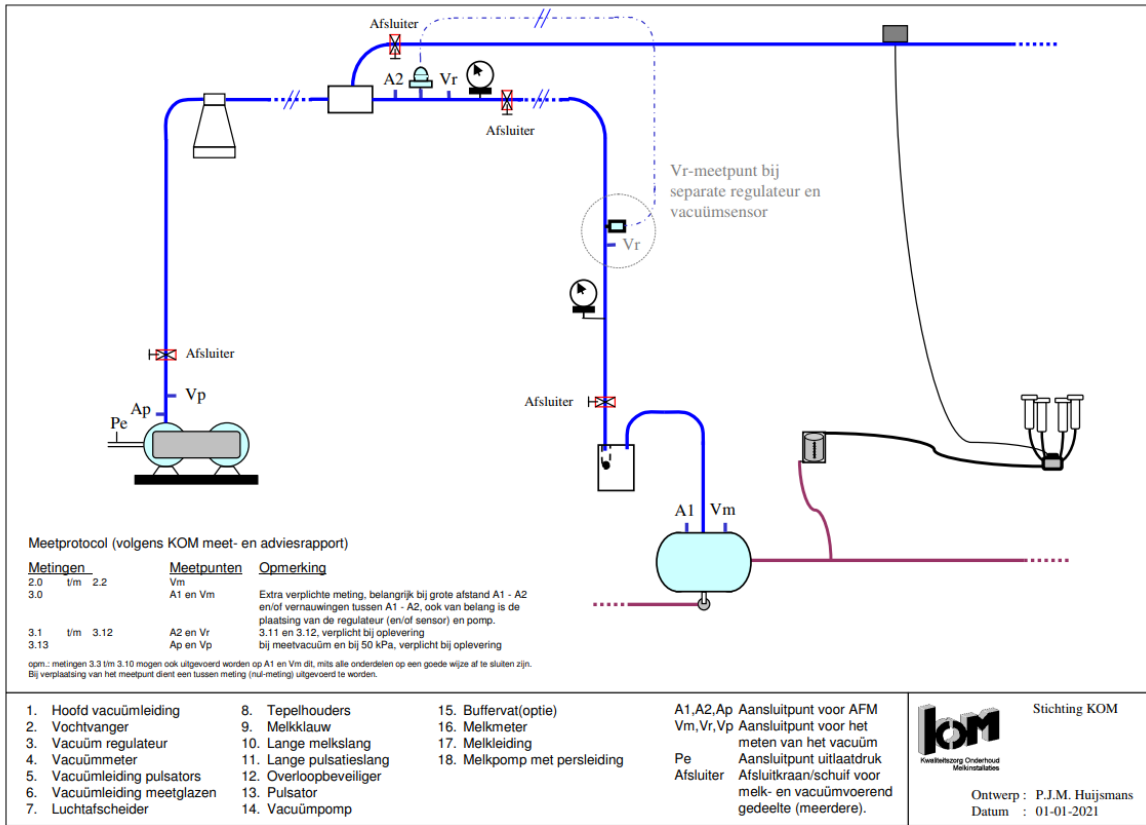 Afsluiter
A2
Vr
Afsluiter
Vr-meetpunt bij
separate regulateur en
vacuümsensor
Vr
Afsluiter
Vp
Ap
Pe
Afsluiter
A1
Vm
Meetprotocol (volgens KOM meet- en adviesrapport)
Metingen Meetpunten Opmerking
2.0 t/m 2.2 Vm
3.0 A1 en Vm Extra verplichte meting, belangrijk bij grote afstand A1 - A2
en/of vernauwingen tussen A1 - A2, ook van belang is de
plaatsing van de regulateur (en/of sensor) en pomp.
3.1 t/m 3.12 A2 en Vr 3.11 en 3.12, verplicht bij oplevering
3.13 Ap en Vp bij meetvacuüm en bij 50 kPa, verplicht bij oplevering
opm.: metingen 3.3 t/m 3.10 mogen ook uitgevoerd worden op A1 en Vm dit, mits alle onderdelen op een goede wijze af te sluiten zijn.
Bij verplaatsing van het meetpunt dient een tussen meting (nul-meting) uitgevoerd te worden.
1. Hoofd vacuümleiding
2. Vochtvanger
3. Vacuüm regulateur
4. Vacuümmeter
5. Vacuümleiding pulsators
6. Vacuümleiding meetglazen
7. Luchtafscheider
8. Tepelhouders
9. Melkklauw
10. Lange melkslang
11. Lange pulsatieslang
12. Overloopbeveiliger
13. Pulsator
14. Vacuümpomp
15. Buffervat(optie)
16. Melkmeter
17. Melkleiding
18. Melkpomp met persleiding
A1,A2,Ap Aansluitpunt voor AFM
Vm,Vr,Vp Aansluitpunt voor het
meten van het vacuüm
Pe Aansluitpunt uitlaatdruk
Afsluiter Afsluitkraan/schuif voor
melk- en vacuümvoerend
gedeelte (meerdere).
Stichting KOM
kom
Kwaliteitszorg Onderhoud
Melkinstallaties
Ontwerp : P.J.M. Huijsmans
Datum : 01-01-2021